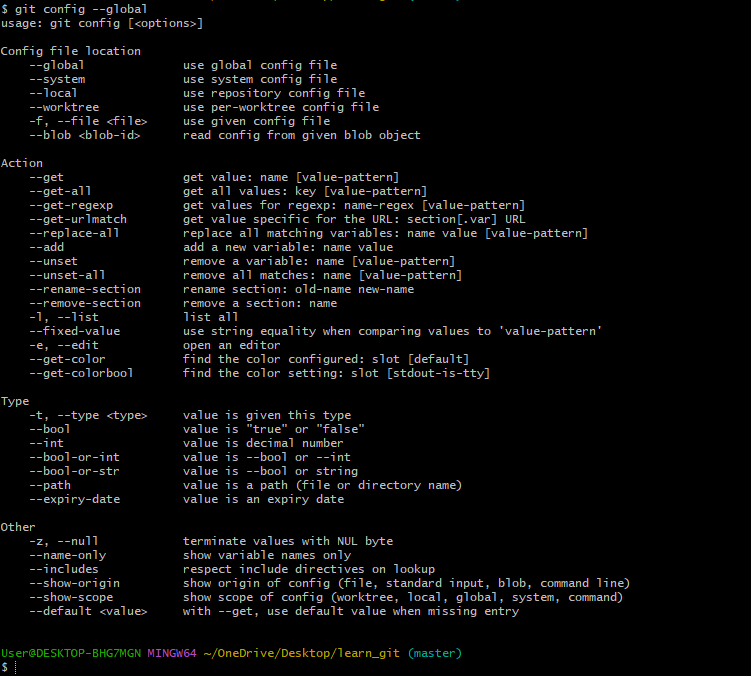 $ git config --global
usage: git config [<options>]
Config file location
--global use global config file
--system use system config file
--local use repository config file
--worktree use per-worktree config file
-f, --file <file> use given config file
--blob <blob-id> read config from given blob object
Action
--get get value: name [value-pattern]
--get-all get all values: key [value-pattern]
--get-regexp get values for regexp: name-regex [value-pattern]
--get-urlmatch get value specific for the URL: section[.var] URL
--replace-all replace all matching variables: name value [value-pattern]
--add add a new variable: name value
--unset remove a variable: name [value-pattern]
--unset-all remove all matches: name [value-pattern]
--rename-section rename section: old-name new-name
--remove-section remove a section: name
-l, --list list all
--fixed-value use string equality when comparing values to 'value-pattern'
-e, --edit open an editor
--get-color find the color configured: slot [default]
--get-colorbool find the color setting: slot [stdout-is-tty]
Type
-t, --type <type> value is given this type
--bool value is "true" or "false"
--int value is decimal number
--bool-or-int value is --bool or --int
--bool-or-str value is --bool or string
--path value is a path (file or directory name)
--expiry-date value is an expiry date
Other
-z, --null terminate values with NUL byte
--name-only show variable names only
--includes respect include directives on lookup
--show-origin show origin of config (file, standard input, blob, command line)
--show-scope show scope of config (worktree, local, global, system, command)
--default <value> with --get, use default value when missing entry
User@DESKTOP-BHG7MGN MINGW64 ~/OneDrive/Desktop/learn_git (master)
$